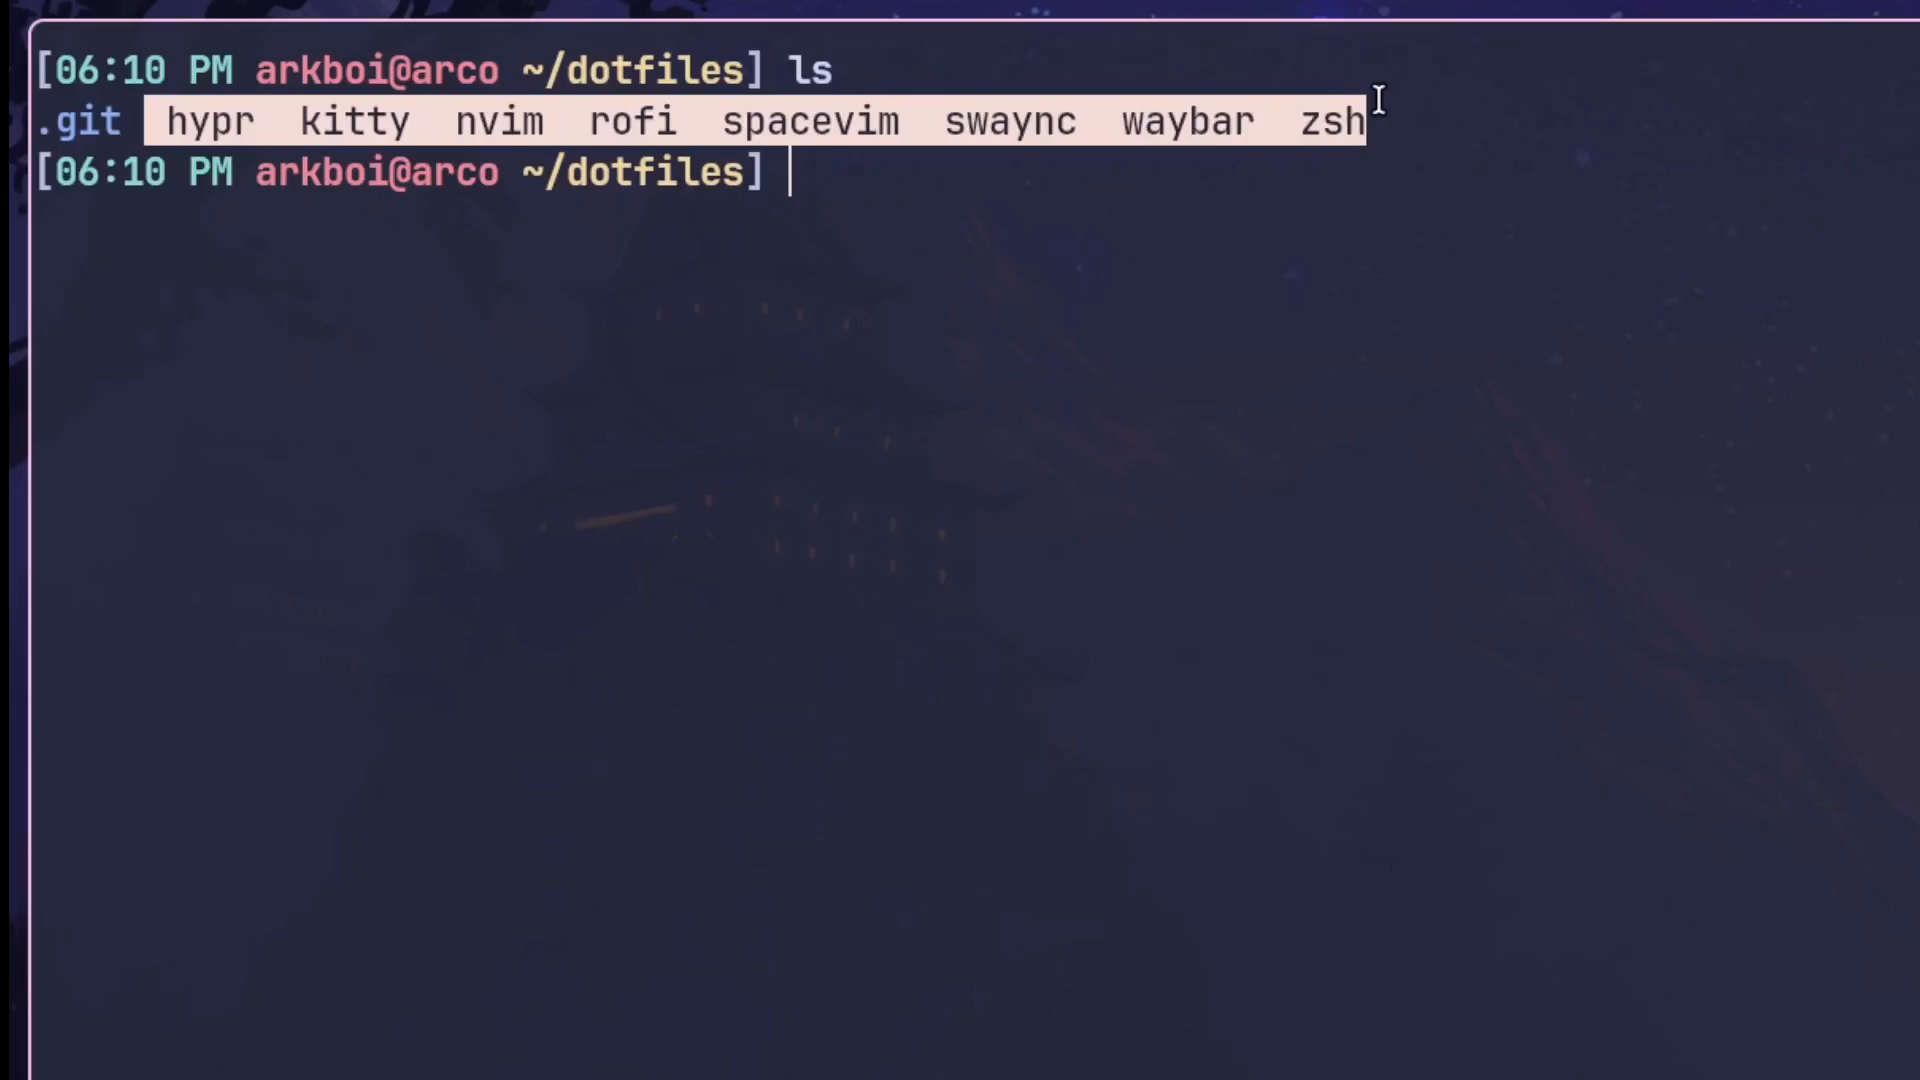 [06:10 PM arkboi@arco ~/dotfiles] ls
.git  hypr  kitty  nvim  rofi  spacevim  swaync  waybar  zsh
[06:10 PM arkboi@arco ~/dotfiles]